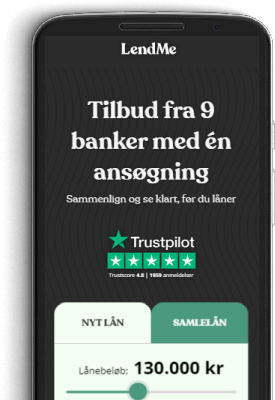 LendMe
Tilbud fra 9
banker med én
ansøgning
Sammenlign og se klart, før du låner
Trustpilot
Trustscore 4.8 | 1959 anmeldelser
NYT LÅN
SAMLELÅN
Lånebeløb: 130.000 kr